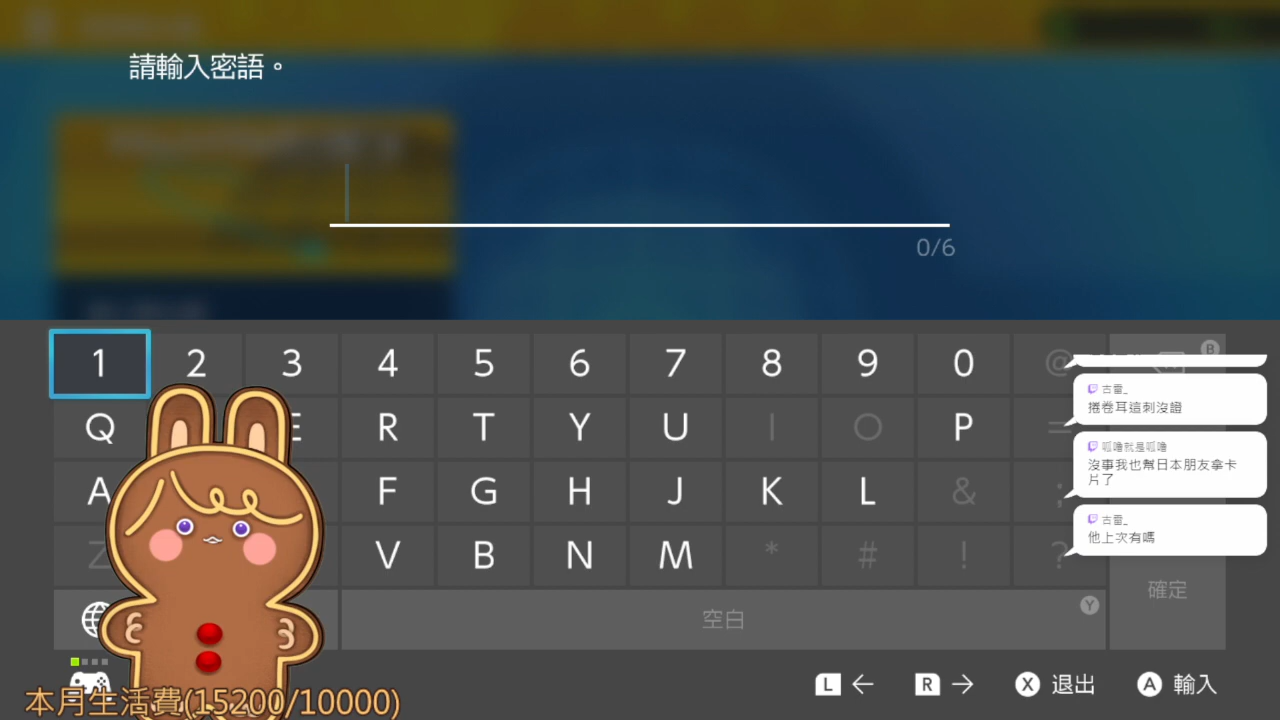 請輸入密語。
0/6
1 2 3 4 5 6 7 8 9 0 @
B
Q E R T Y U I O P =
A F G H J K L & ;
Z V B N M * # ! ?
空白
Y
確定
古雷_
捲卷耳這刺沒證
呱嚕就是呱嚕
沒事我也幫日本朋友拿卡
片了
古雷_
他上次有嗎
L ← R → X 退出 A 輸入
本月生活費(15200/10000)